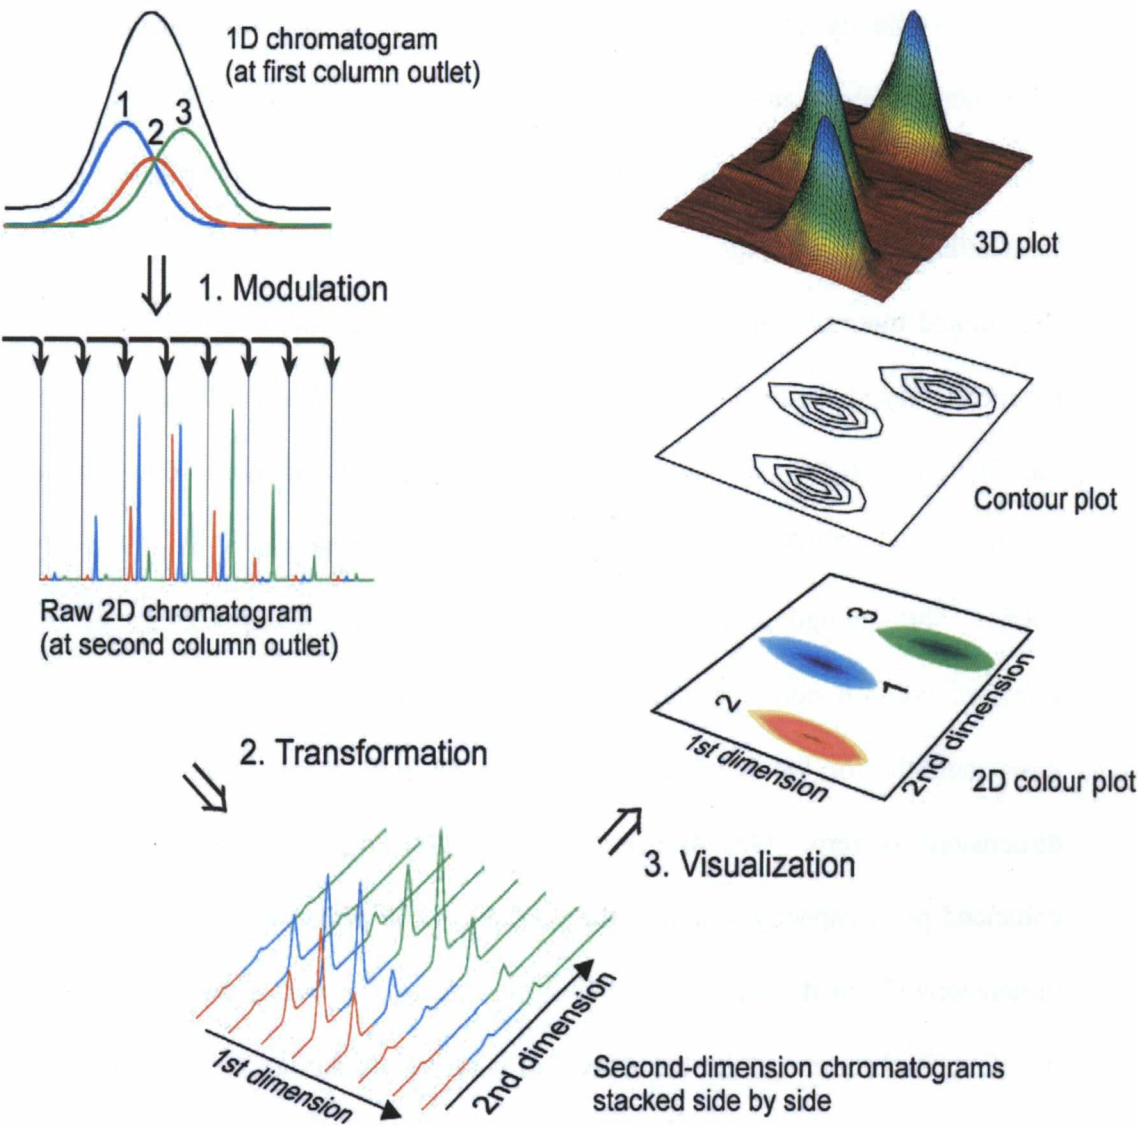 1D chromatogram
(at first column outlet)
1
2
3
1. Modulation
Raw 2D chromatogram
(at second column outlet)
2. Transformation
1st dimension
2nd dimension
Second-dimension chromatograms
stacked side by side
3. Visualization
3D plot
Contour plot
3
1
2
1st dimension
2nd dimension
2D colour plot